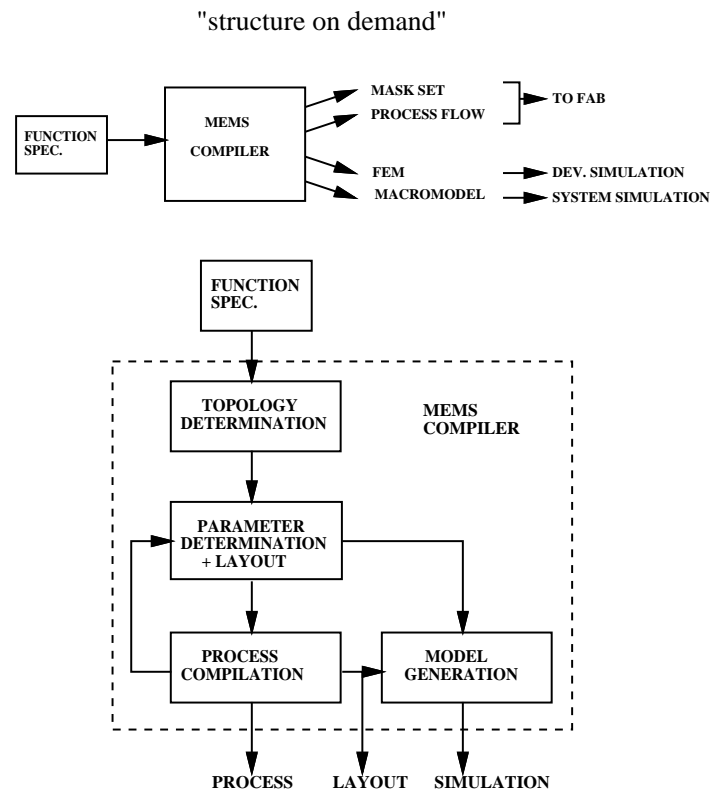 "structure on demand"
MASK SET
PROCESS FLOW
TO FAB
FUNCTION
SPEC.
MEMS
COMPILER
FEM
DEV. SIMULATION
MACROMODEL
SYSTEM SIMULATION
FUNCTION
SPEC.
TOPOLOGY
DETERMINATION
MEMS
COMPILER
PARAMETER
DETERMINATION
+ LAYOUT
PROCESS
COMPILATION
MODEL
GENERATION
PROCESS
LAYOUT
SIMULATION